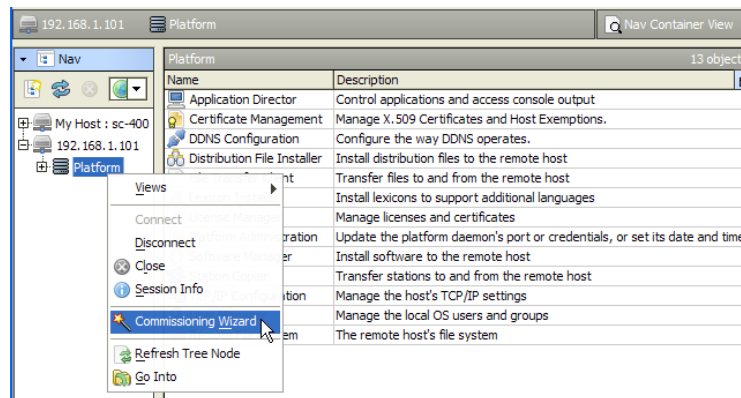 192.168.1.101 Platform Nav Container View
Nav
Platform 13 object
Name Description
Application Director Control applications and access console output
Certificate Management Manage X.509 Certificates and Host Exemptions.
My Host : sc-400
DDNS Configuration Configure the way DDNS operates.
192.168.1.101
Distribution File Installer Install distribution files to the remote host
Platform
nt Transfer files to and from the remote host
Views
Install lexicons to support additional languages
Connect
Manage licenses and certificates
Disconnect
ration Update the platform daemon's port or credentials, or set its date and time
Close
er Install software to the remote host
Session Info
Transfer stations to and from the remote host
ation Manage the host's TCP/IP settings
Commissioning Wizard
Manage the local OS users and groups
em The remote host's file system
Refresh Tree Node
Go Into